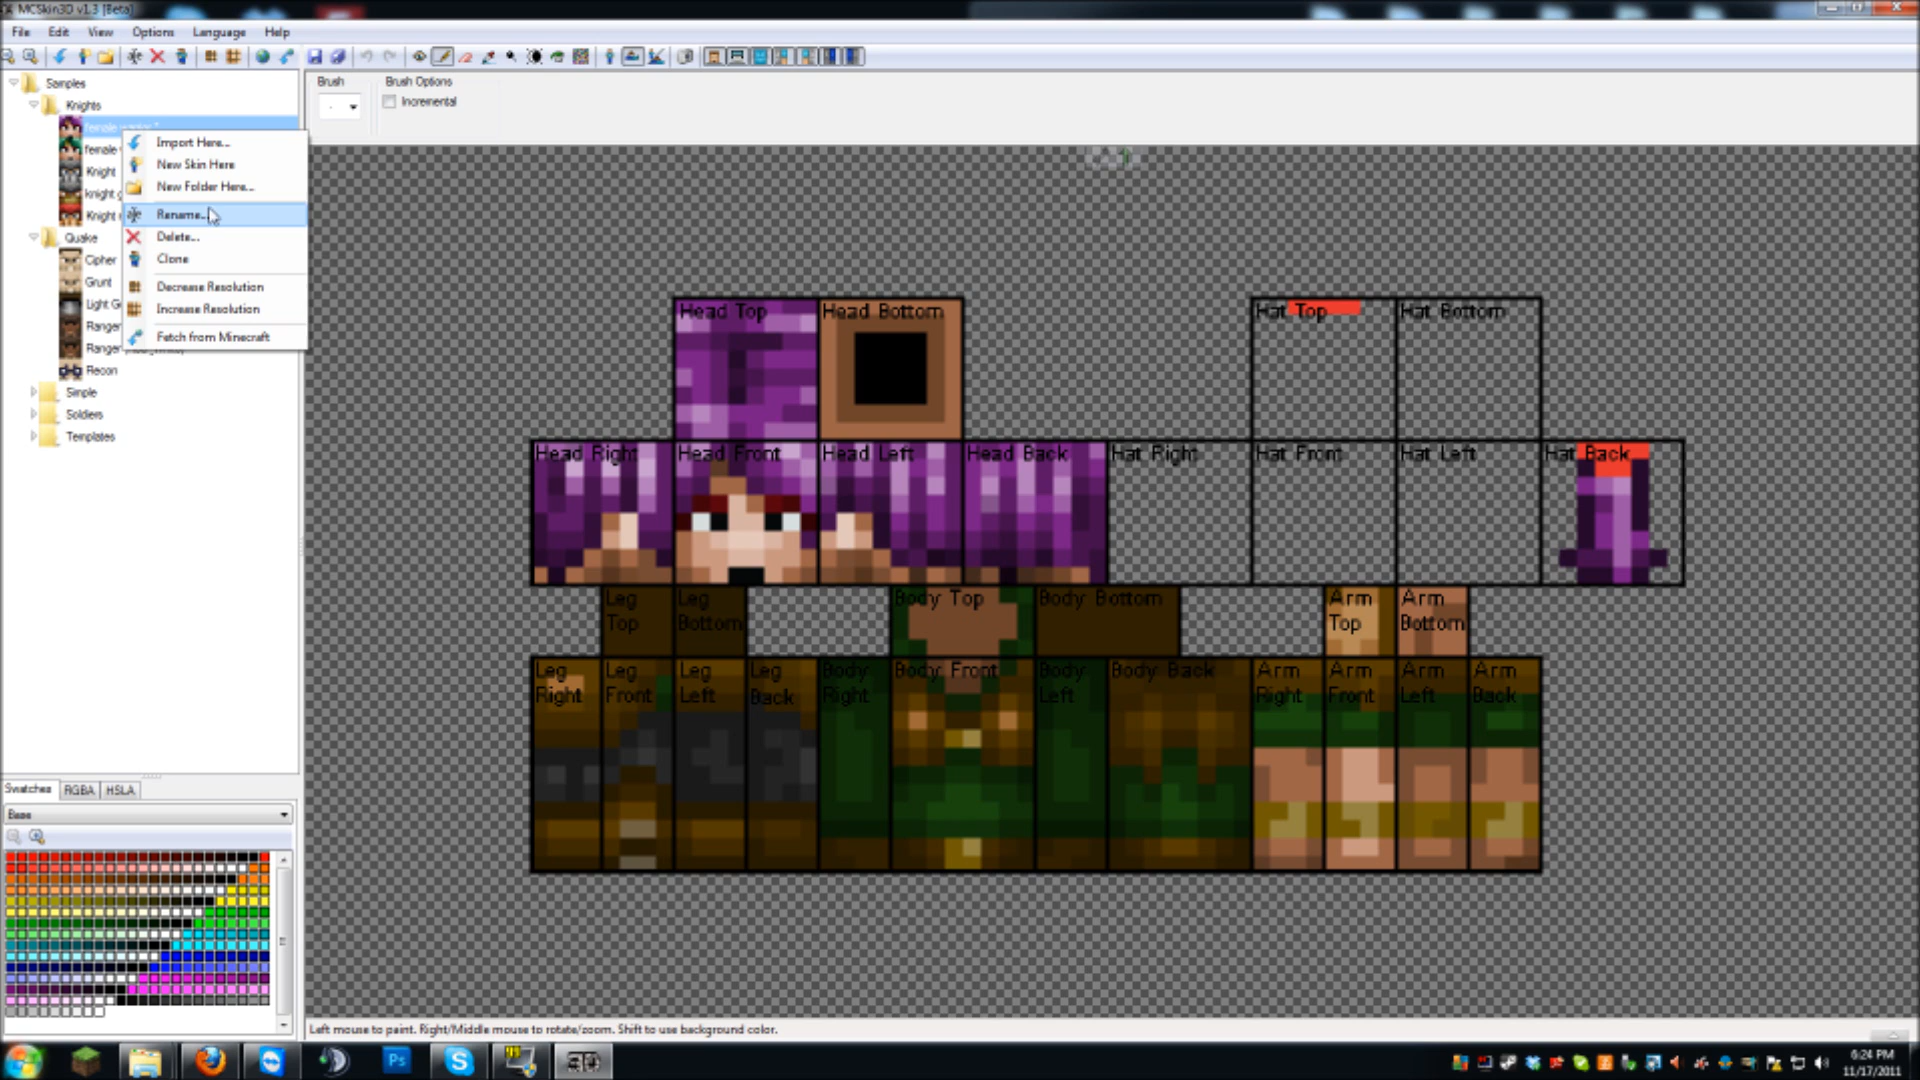 MCSkin3D v1.3 [Beta]
File Edit View Options Language Help
Samples
Knights
female
female
Knight
knight
Knight
Quake
Cipher
Grunt
Light
Ranger
Ranger
Recon
Simple
Soldiers
Templates
Import Here...
New Skin Here
New Folder Here...
Rename...
Delete...
Clone
Decrease Resolution
Increase Resolution
Fetch from Minecraft
Brush
Brush Options
Incremental
Head Top Head Bottom Hat Top Hat Bottom
Head Right Head Front Head Left Head Back Hat Right Hat Front Hat Left Hat Back
Leg Top Leg Bottom Body Top Body Bottom Arm Top Arm Bottom
Leg Right Leg Front Leg Left Leg Back Body Right Body Front Body Left Body Back Arm Right Arm Front Arm Left Arm Back
Swatches RGBA HSLA
Base
Left mouse to paint. Right/Middle mouse to rotate/zoom. Shift to use background color.
Ps
3D
6:24 PM
11/17/2011